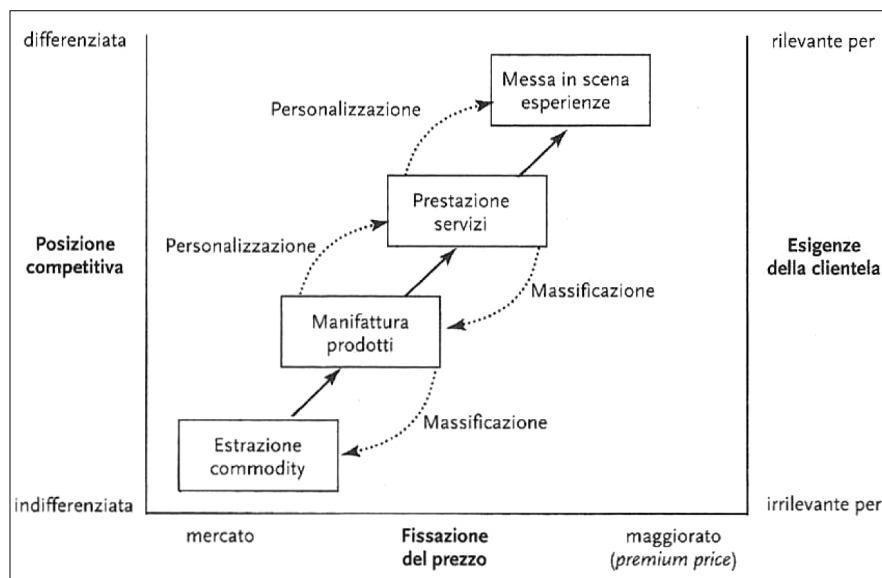 differenziata
rilevante per
Messa in scena
esperienze
Personalizzazione
Prestazione
servizi
Posizione
competitiva
Personalizzazione
Esigenze
della clientela
Massificazione
Manifattura
prodotti
Massificazione
Estrazione
commodity
indifferenziata
irrilevante per
mercato
Fissazione
del prezzo
maggiorato
(premium price)